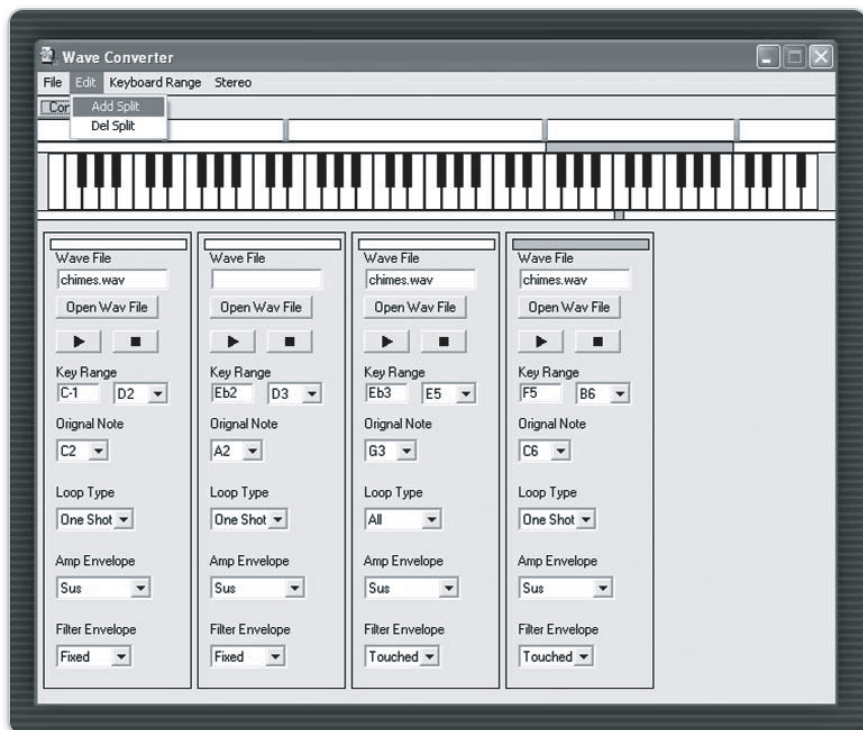 Wave Converter
File Edit Keyboard Range Stereo
Add Split
Del Split
Wave File Wave File Wave File Wave File
chimes.wav chimes.wav chimes.wav
Open Wav File Open Wav File Open Wav File Open Wav File
Key Range Key Range Key Range Key Range
C-1 D2 Eb2 D3 Eb3 E5 F5 B6
Orignal Note Orignal Note Orignal Note Orignal Note
C2 A2 G3 C6
Loop Type Loop Type Loop Type Loop Type
One Shot One Shot All One Shot
Amp Envelope Amp Envelope Amp Envelope Amp Envelope
Sus Sus Sus Sus
Filter Envelope Filter Envelope Filter Envelope Filter Envelope
Fixed Fixed Touched Touched